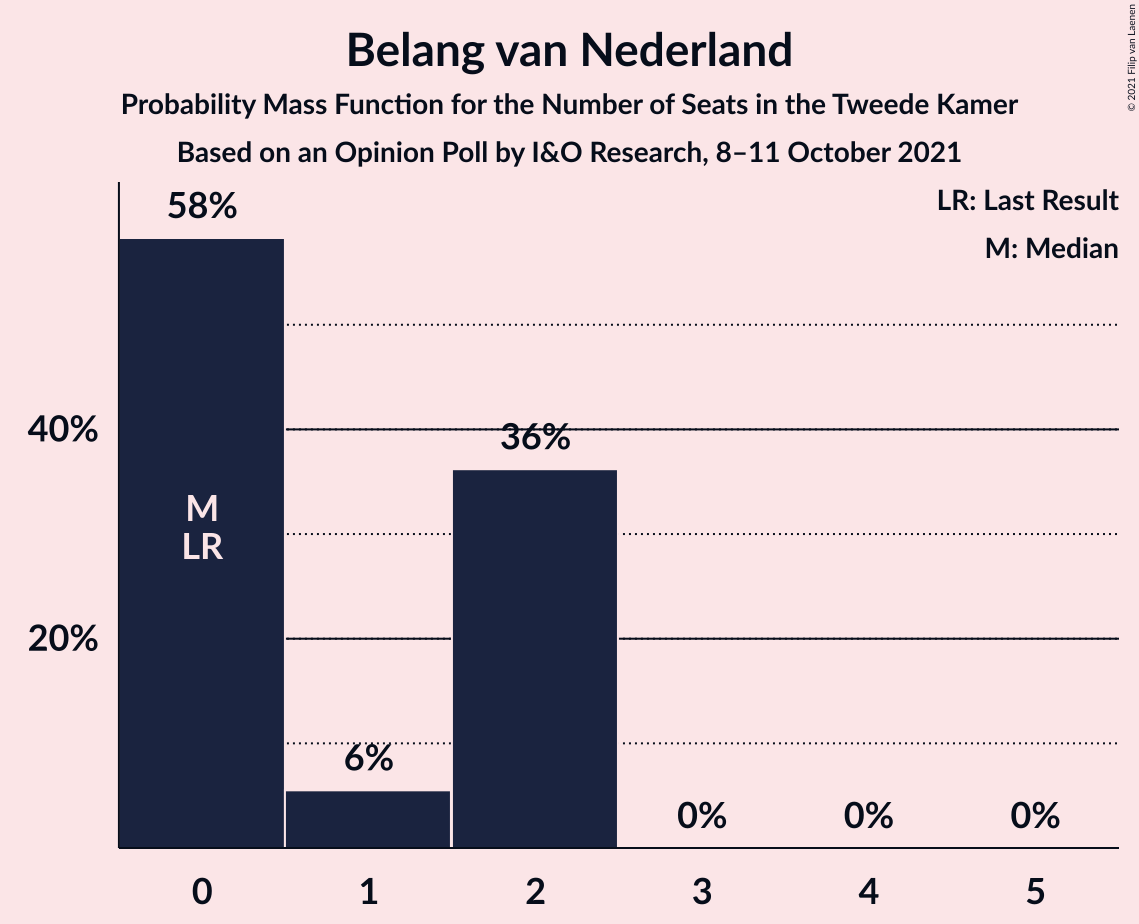 Belang van Nederland
Probability Mass Function for the Number of Seats in the Tweede Kamer
Based on an Opinion Poll by I&O Research, 8–11 October 2021
© 2021 Filip van Laenen
LR: Last Result
M: Median
58%
40%
36%
M
LR
20%
6%
0%
0%
0%
0
1
2
3
4
5